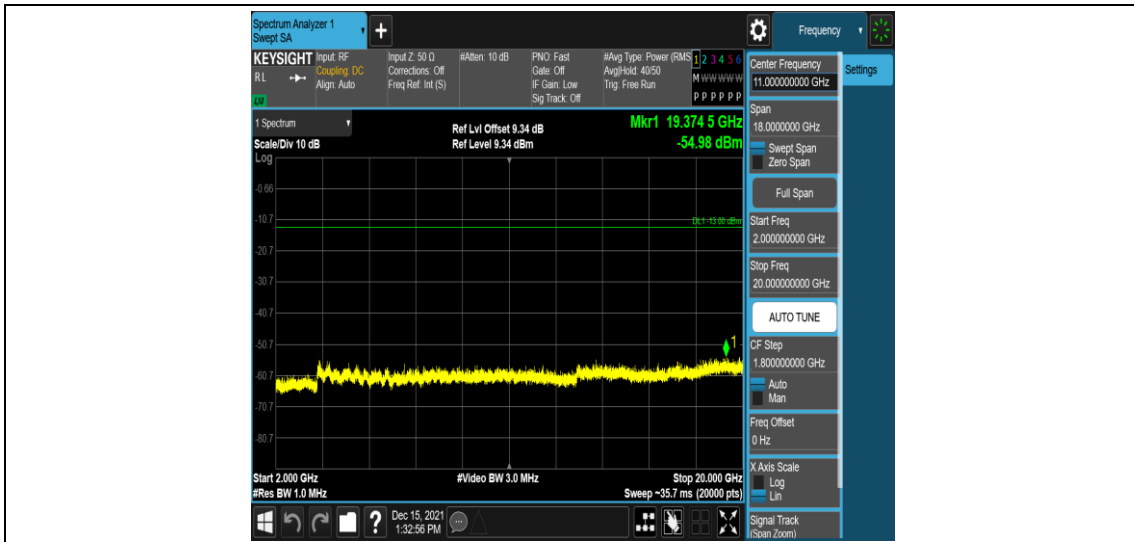 Spectrum Analyzer 1
Swept SA
+
Frequency
KEYSIGHT
RL
LXI
Input: RF
Coupling: DC
Align: Auto
Input Z: 50 Ω
Corrections: Off
Freq Ref: Int (S)
#Atten: 10 dB
PNO: Fast
Gate: Off
IF Gain: Low
Sig Track: Off
#Avg Type: Power (RMS
Avg|Hold: 40/50
Trig: Free Run
1 2 3 4 5 6
M W W W W W
P P P P P P
1 Spectrum
Scale/Div 10 dB
Ref Lvl Offset 9.34 dB
Ref Level 9.34 dBm
Mkr1 19.374 5 GHz
-54.98 dBm
Log
-0.66
-10.7
DL1 -13.00 dBm
-20.7
-30.7
-40.7
-50.7
1
-60.7
-70.7
-80.7
Start 2.000 GHz
#Res BW 1.0 MHz
#Video BW 3.0 MHz
Stop 20.000 GHz
Sweep ~35.7 ms (20000 pts)
Center Frequency
11.000000000 GHz
Settings
Span
18.0000000 GHz
Swept Span
Zero Span
Full Span
Start Freq
2.000000000 GHz
Stop Freq
20.000000000 GHz
AUTO TUNE
CF Step
1.800000000 GHz
Auto
Man
Freq Offset
0 Hz
X Axis Scale
Log
Lin
Signal Track
(Span Zoom)
?
Dec 15, 2021
1:32:56 PM